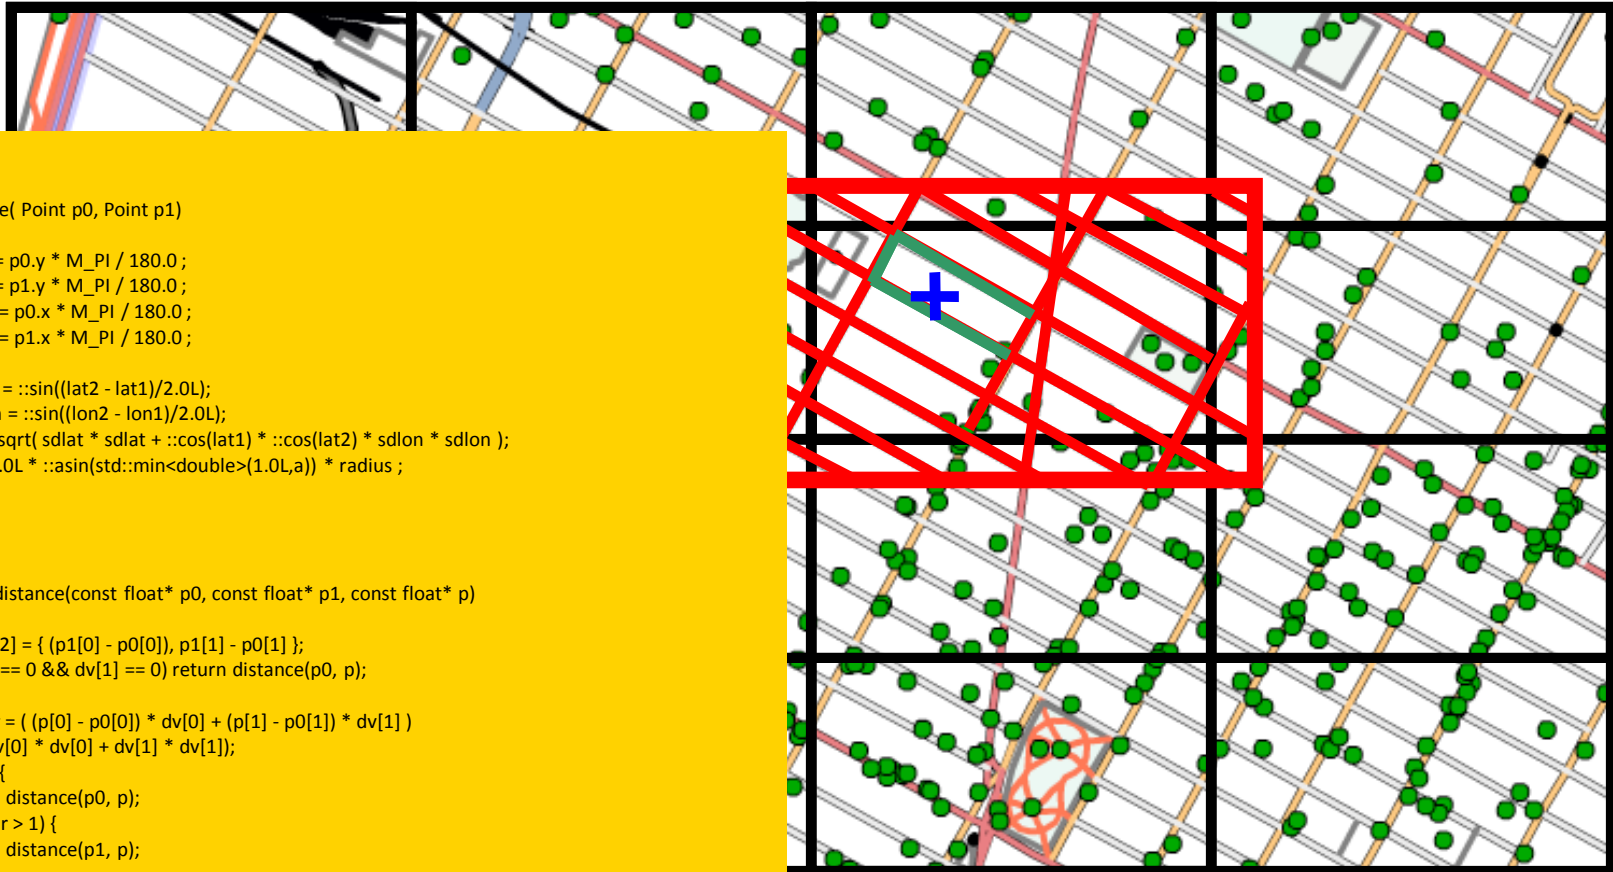 e( Point p0, Point p1)
= p0.y * M_PI / 180.0 ;
= p1.y * M_PI / 180.0 ;
= p0.x * M_PI / 180.0 ;
= p1.x * M_PI / 180.0 ;
= ::sin((lat2 - lat1)/2.0L);
= ::sin((lon2 - lon1)/2.0L);
sqrt( sdlat * sdlat + ::cos(lat1) * ::cos(lat2) * sdlon * sdlon );
.0L * ::asin(std::min<double>(1.0L,a)) * radius ;
distance(const float* p0, const float* p1, const float* p)
2] = { (p1[0] - p0[0]), p1[1] - p0[1] };
== 0 && dv[1] == 0) return distance(p0, p);
= ( (p[0] - p0[0]) * dv[0] + (p[1] - p0[1]) * dv[1] )
v[0] * dv[0] + dv[1] * dv[1]);
{
distance(p0, p);
r > 1) {
distance(p1, p);